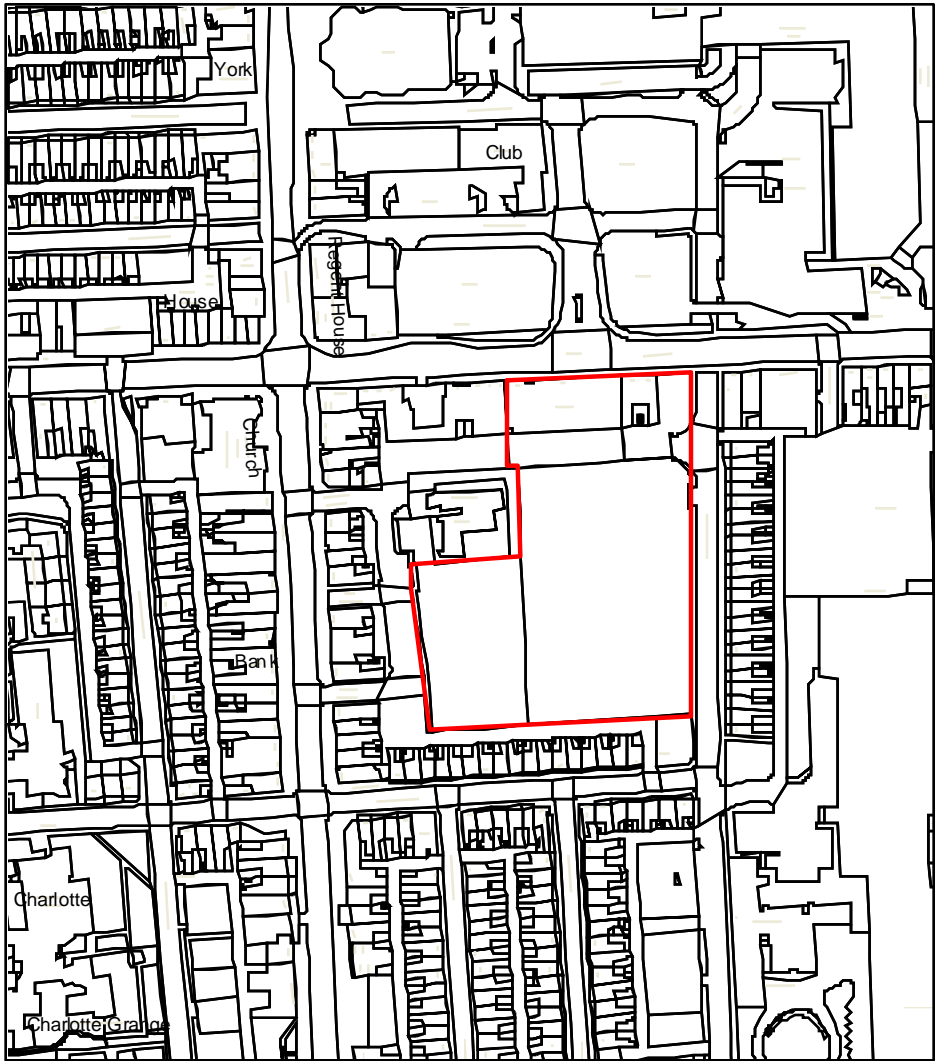 York
Club
Regent House
House
Church
Bank
Charlotte
Charlotte Grange